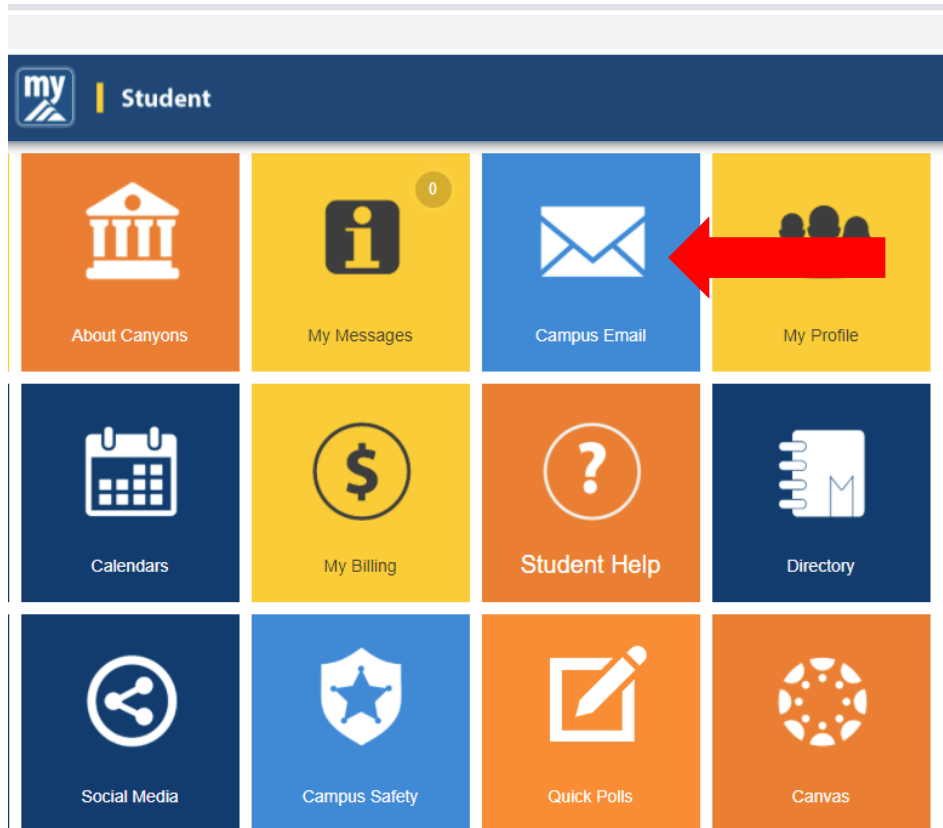 my Student
0
About Canyons My Messages Campus Email My Profile
$ ? M
Calendars My Billing Student Help Directory
Social Media Campus Safety Quick Polls Canvas